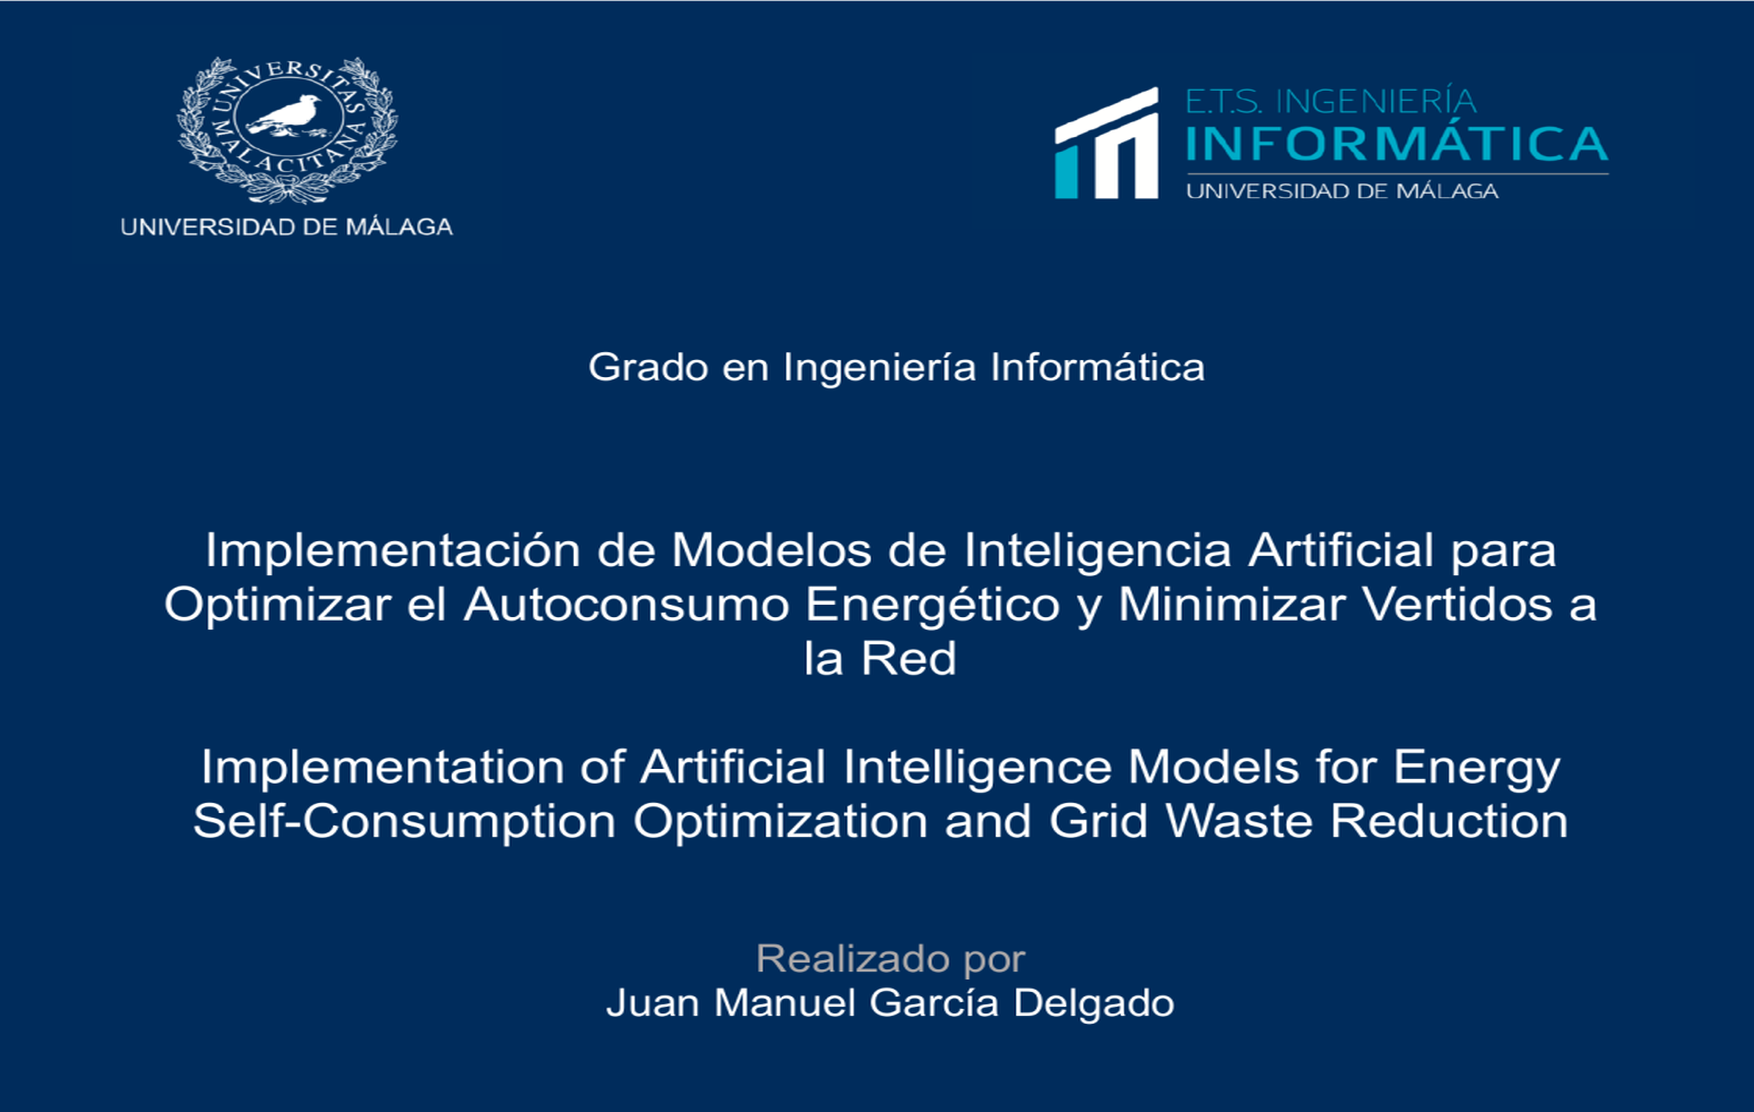 UNIVERSITAS MALACITANA
UNIVERSIDAD DE MÁLAGA
E.T.S. INGENIERÍA
INFORMÁTICA
UNIVERSIDAD DE MÁLAGA
Grado en Ingeniería Informática
Implementación de Modelos de Inteligencia Artificial para
Optimizar el Autoconsumo Energético y Minimizar Vertidos a
la Red
Implementation of Artificial Intelligence Models for Energy
Self-Consumption Optimization and Grid Waste Reduction
Realizado por
Juan Manuel García Delgado